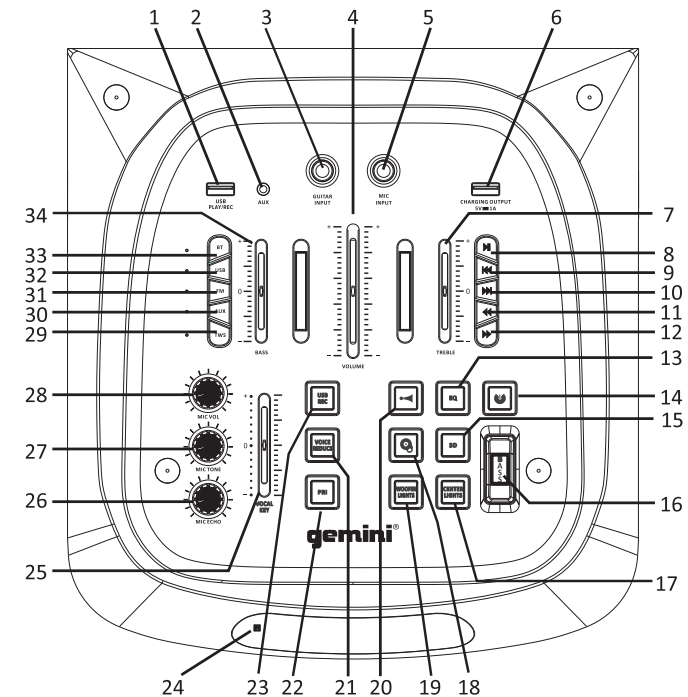 1 2 3 4 5 6
USB
PLAY/REC
AUX
GUITAR
INPUT
MIC
INPUT
CHARGING OUTPUT
5V 1A
34
33
32
31
30
29
28
27
26
25
7
8
9
10
11
12
13
14
15
16
17
BT
USB
FM
AUX
TWS
+
0
-
BASS
+ +
- -
VOLUME
+
0
-
TREBLE
MIC VOL
MIC TONE
MIC ECHO
+
0
-
VOCAL
KEY
USB
REC
VOICE
REDUCE
PRI
EQ
3D
WOOFER
LIGHTS
CENTER
LIGHTS
BASS
gemini®
24 23 22 21 20 19 18